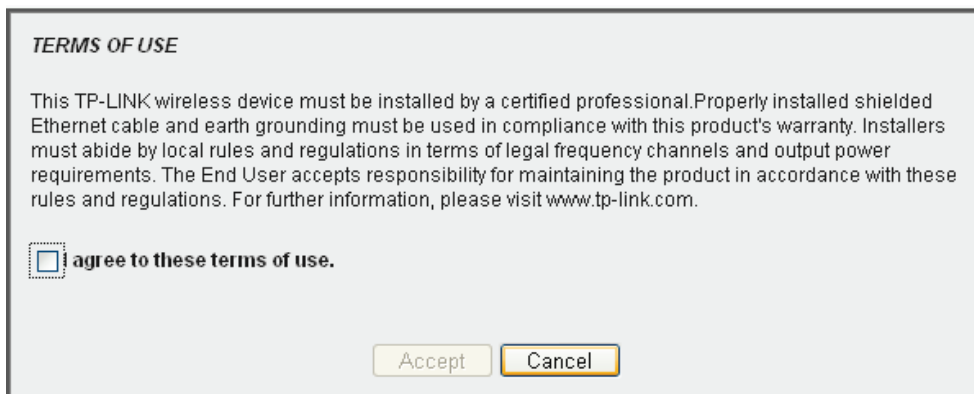 TERMS OF USE
This TP-LINK wireless device must be installed by a certified professional.Properly installed shielded
Ethernet cable and earth grounding must be used in compliance with this product's warranty. Installers
must abide by local rules and regulations in terms of legal frequency channels and output power
requirements. The End User accepts responsibility for maintaining the product in accordance with these
rules and regulations. For further information, please visit www.tp-link.com.
I agree to these terms of use.
Accept Cancel